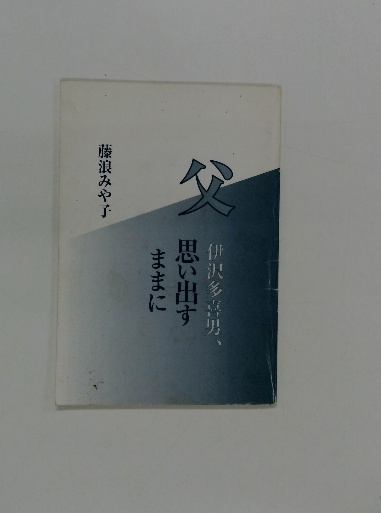 父
伊沢多喜男、
思い出す
ままに
藤浪みや子